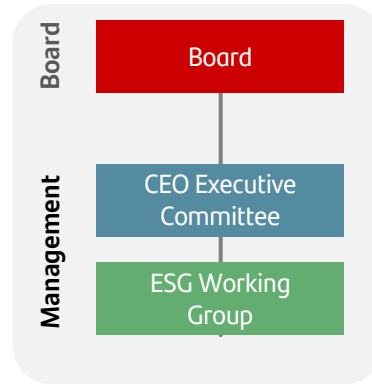 Board
Board
Management
CEO Executive
Committee
ESG Working
Group